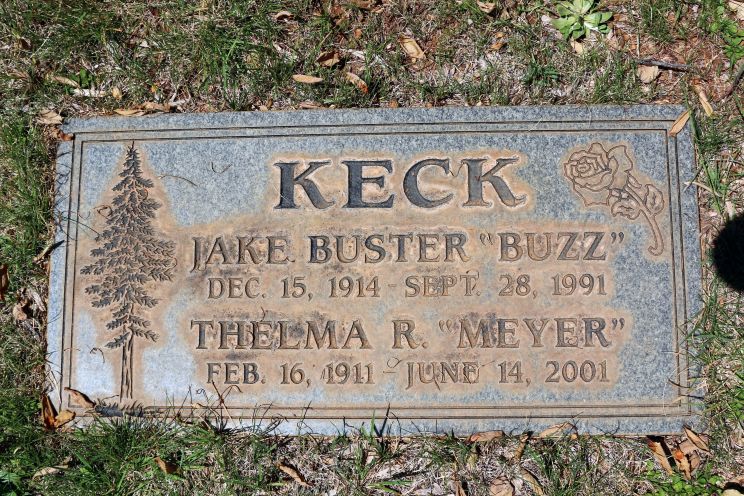 KECK
JAKE BUSTER "BUZZ"
DEC. 15, 1914 - SEPT. 28, 1991
THELMA R. "MEYER"
FEB. 16, 1911 - JUNE 14, 2001